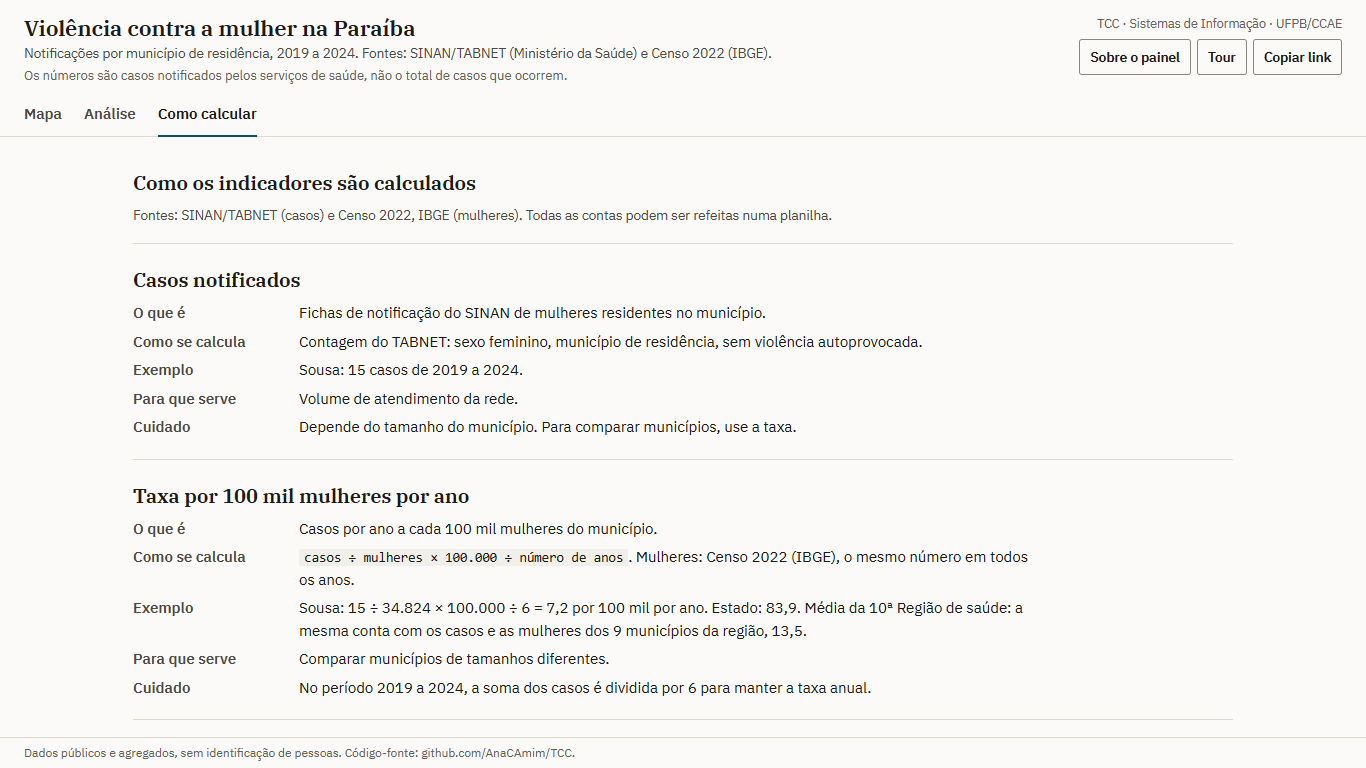 Violência contra a mulher na Paraíba
Notificações por município de residência, 2019 a 2024. Fontes: SINAN/TABNET (Ministério da Saúde) e Censo 2022 (IBGE).
Os números são casos notificados pelos serviços de saúde, não o total de casos que ocorrem.
TCC · Sistemas de Informação · UFPB/CCAE
Sobre o painel
Tour
Copiar link
Mapa
Análise
Como calcular
Como os indicadores são calculados
Fontes: SINAN/TABNET (casos) e Censo 2022, IBGE (mulheres). Todas as contas podem ser refeitas numa planilha.
Casos notificados
O que é
Fichas de notificação do SINAN de mulheres residentes no município.
Como se calcula
Contagem do TABNET: sexo feminino, município de residência, sem violência autoprovocada.
Exemplo
Sousa: 15 casos de 2019 a 2024.
Para que serve
Volume de atendimento da rede.
Cuidado
Depende do tamanho do município. Para comparar municípios, use a taxa.
Taxa por 100 mil mulheres por ano
O que é
Casos por ano a cada 100 mil mulheres do município.
Como se calcula
casos ÷ mulheres × 100.000 ÷ número de anos. Mulheres: Censo 2022 (IBGE), o mesmo número em todos
os anos.
Exemplo
Sousa: 15 ÷ 34.824 × 100.000 ÷ 6 = 7,2 por 100 mil por ano. Estado: 83,9. Média da 10ª Região de saúde: a
mesma conta com os casos e as mulheres dos 9 municípios da região, 13,5.
Para que serve
Comparar municípios de tamanhos diferentes.
Cuidado
No período 2019 a 2024, a soma dos casos é dividida por 6 para manter a taxa anual.
Dados públicos e agregados, sem identificação de pessoas. Código-fonte: github.com/AnaCAmim/TCC.